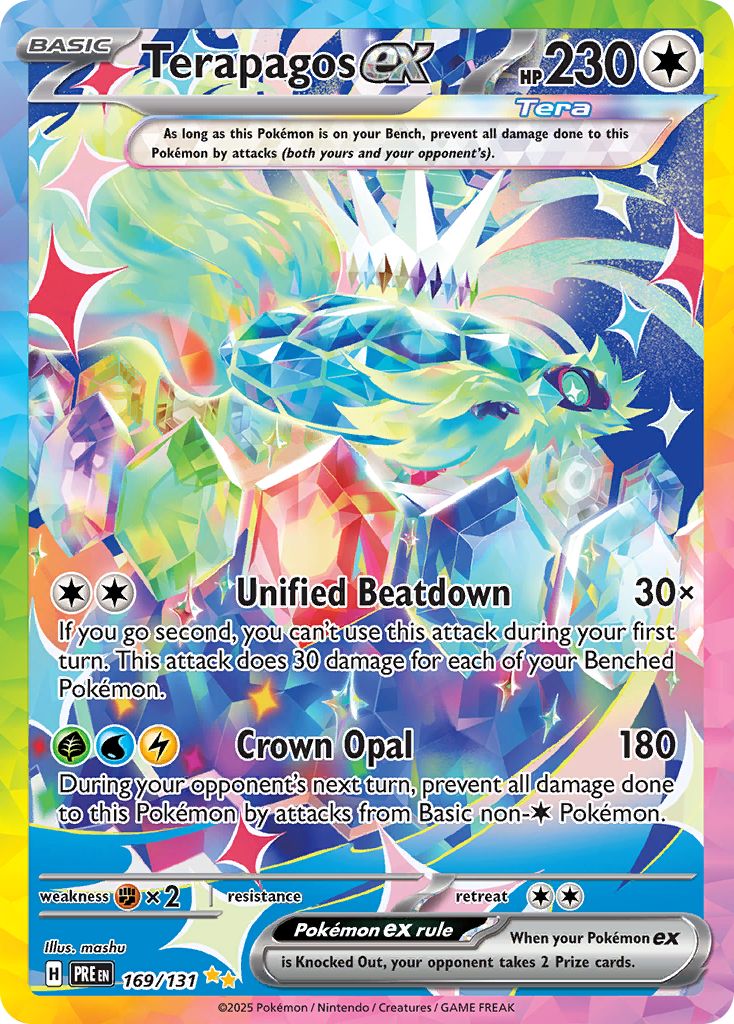 BASIC Terapagos ex HP 230
Tera
As long as this Pokémon is on your Bench, prevent all damage done to this
Pokémon by attacks (both yours and your opponent's).
Unified Beatdown 30×
If you go second, you can't use this attack during your first
turn. This attack does 30 damage for each of your Benched
Pokémon.
Crown Opal 180
During your opponent's next turn, prevent all damage done
to this Pokémon by attacks from Basic non- Pokémon.
weakness ×2 resistance retreat
Illus. mashu
Pokémon ex rule
When your Pokémon ex
is Knocked Out, your opponent takes 2 Prize cards.
H PRE EN 169/131
©2025 Pokémon / Nintendo / Creatures / GAME FREAK